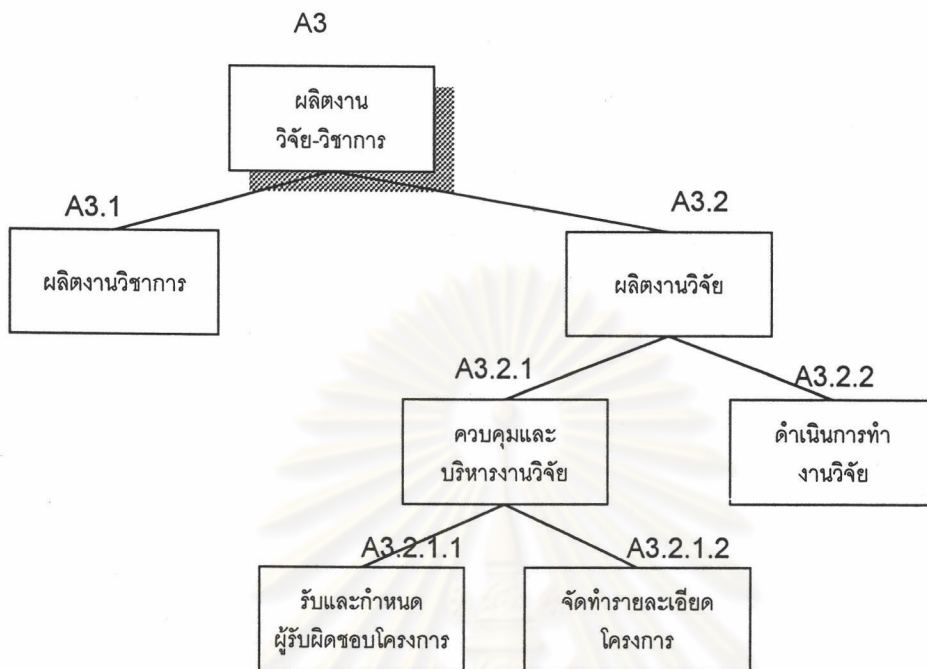 A3
ผลิตงาน
วิจัย-วิชาการ
A3.1
A3.2
ผลิตงานวิชาการ
ผลิตงานวิจัย
A3.2.1
A3.2.2
ควบคุมและ
บริหารงานวิจัย
ดำเนินการทำ
งานวิจัย
A3.2.1.1
A3.2.1.2
รับและกำหนด
ผู้รับผิดชอบโครงการ
จัดทำรายละเอียด
โครงการ